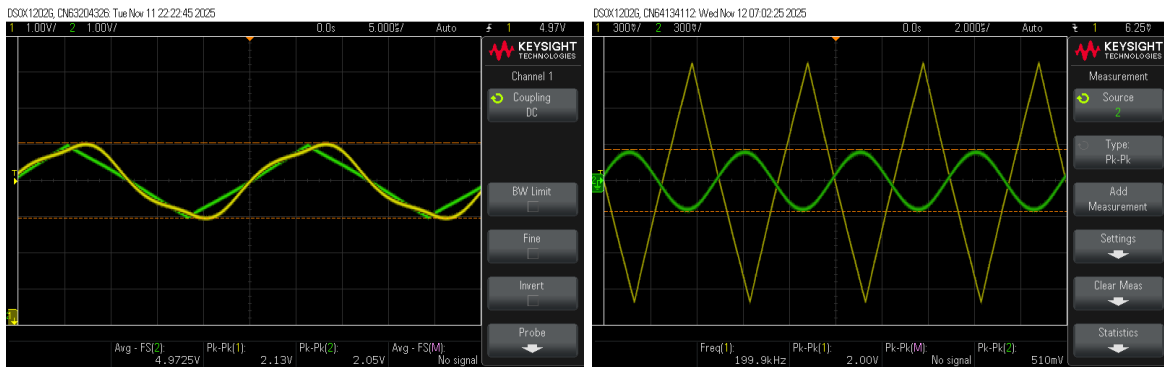 DSOX1202G, CN63204326: Tue Nov 11 22:22:45 2025
1 1.00V/ 2 1.00V/ 0.0s 5.000µs/ Auto 1 4.97V
KEYSIGHT
TECHNOLOGIES
Channel 1
Coupling
DC
BW Limit
Fine
Invert
Probe
Avg - FS(2): Pk-Pk(1): Pk-Pk(2): Avg - FS(M):
4.9725V 2.13V 2.05V No signal
DSOX1202G, CN64134112: Wed Nov 12 07:02:25 2025
1 300mV/ 2 300mV/ 0.0s 2.000µs/ Auto 1 6.25V
KEYSIGHT
TECHNOLOGIES
Measurement
Source
2
Type:
Pk-Pk
Add
Measurement
Settings
Clear Meas
Statistics
Freq(1): Pk-Pk(1): Pk-Pk(M): Pk-Pk(2):
199.9kHz 2.00V No signal 510mV